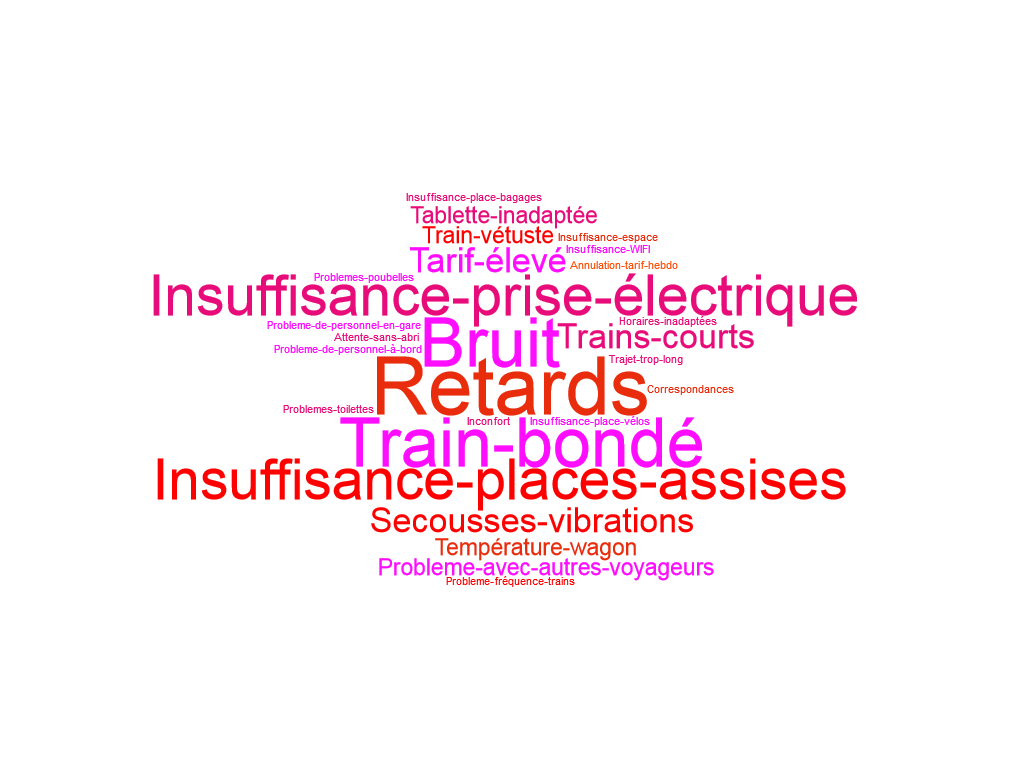 Insuffisance-place-bagages
Tablette-inadaptée
Train-vétuste
Insuffisance-espace
Insuffisance-WIFI
Tarif-élevé
Annulation-tarif-hebdo
Problemes-poubelles
Insuffisance-prise-électrique
Horaires-inadaptées
Probleme-de-personnel-en-gare
Bruit
Trains-courts
Attente-sans-abri
Probleme-de-personnel-à-bord
Trajet-trop-long
Retards
Correspondances
Problemes-toilettes
Inconfort
Insuffisance-place-vélos
Train-bondé
Insuffisance-places-assises
Secousses-vibrations
Température-wagon
Probleme-avec-autres-voyageurs
Probleme-fréquence-trains